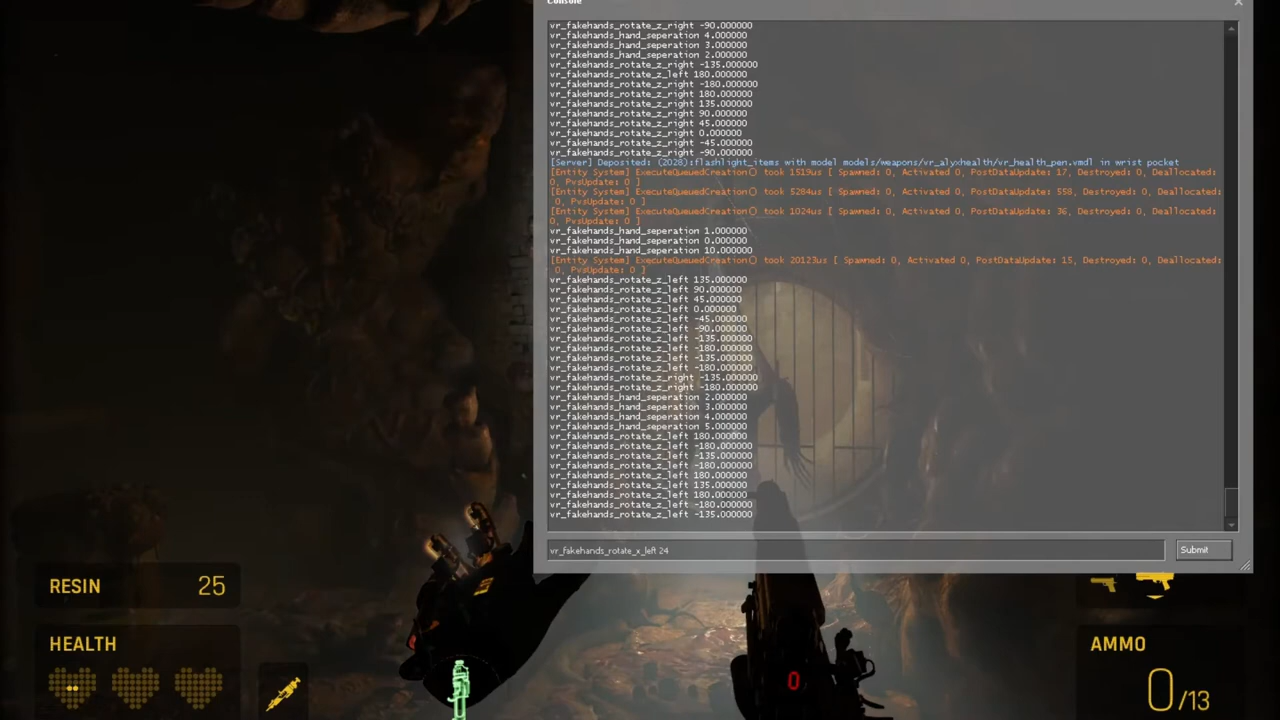 Console
vr_fakehands_rotate_z_right -90.000000
vr_fakehands_hand_seperation 4.000000
vr_fakehands_hand_seperation 3.000000
vr_fakehands_hand_seperation 2.000000
vr_fakehands_rotate_z_right -135.000000
vr_fakehands_rotate_z_left 180.000000
vr_fakehands_rotate_z_right -180.000000
vr_fakehands_rotate_z_right 180.000000
vr_fakehands_rotate_z_right 135.000000
vr_fakehands_rotate_z_right 90.000000
vr_fakehands_rotate_z_right 45.000000
vr_fakehands_rotate_z_right 0.000000
vr_fakehands_rotate_z_right -45.000000
vr_fakehands_rotate_z_right -90.000000
[Server] Deposited: (2028):flashlight_items with model models/weapons/vr_alyxhealth/vr_health_pen.vmdl in wrist pocket
[Entity System] ExecuteQueuedCreation() took 1519us [ Spawned: 0, Activated 0, PostDataUpdate: 17, Destroyed: 0, Deallocated:
0, PvsUpdate: 0 ]
[Entity System] ExecuteQueuedCreation() took 5284us [ Spawned: 0, Activated 0, PostDataUpdate: 558, Destroyed: 0, Deallocated:
0, PvsUpdate: 0 ]
[Entity System] ExecuteQueuedCreation() took 1024us [ Spawned: 0, Activated 0, PostDataUpdate: 36, Destroyed: 0, Deallocated:
0, PvsUpdate: 0 ]
vr_fakehands_hand_seperation 1.000000
vr_fakehands_hand_seperation 0.000000
vr_fakehands_hand_seperation 10.000000
[Entity System] ExecuteQueuedCreation() took 20123us [ Spawned: 0, Activated 0, PostDataUpdate: 15, Destroyed: 0, Deallocated:
0, PvsUpdate: 0 ]
vr_fakehands_rotate_z_left 135.000000
vr_fakehands_rotate_z_left 90.000000
vr_fakehands_rotate_z_left 45.000000
vr_fakehands_rotate_z_left 0.000000
vr_fakehands_rotate_z_left -45.000000
vr_fakehands_rotate_z_left -90.000000
vr_fakehands_rotate_z_left -135.000000
vr_fakehands_rotate_z_left -180.000000
vr_fakehands_rotate_z_left -135.000000
vr_fakehands_rotate_z_left -180.000000
vr_fakehands_rotate_z_right -135.000000
vr_fakehands_rotate_z_right -180.000000
vr_fakehands_hand_seperation 2.000000
vr_fakehands_hand_seperation 3.000000
vr_fakehands_hand_seperation 4.000000
vr_fakehands_hand_seperation 5.000000
vr_fakehands_rotate_z_left 180.000000
vr_fakehands_rotate_z_left -180.000000
vr_fakehands_rotate_z_left -135.000000
vr_fakehands_rotate_z_left -180.000000
vr_fakehands_rotate_z_left 180.000000
vr_fakehands_rotate_z_left 135.000000
vr_fakehands_rotate_z_left 180.000000
vr_fakehands_rotate_z_left -180.000000
vr_fakehands_rotate_z_left -135.000000
vr_fakehands_rotate_x_left 24
Submit
RESIN 25
HEALTH
0
AMMO
0/13